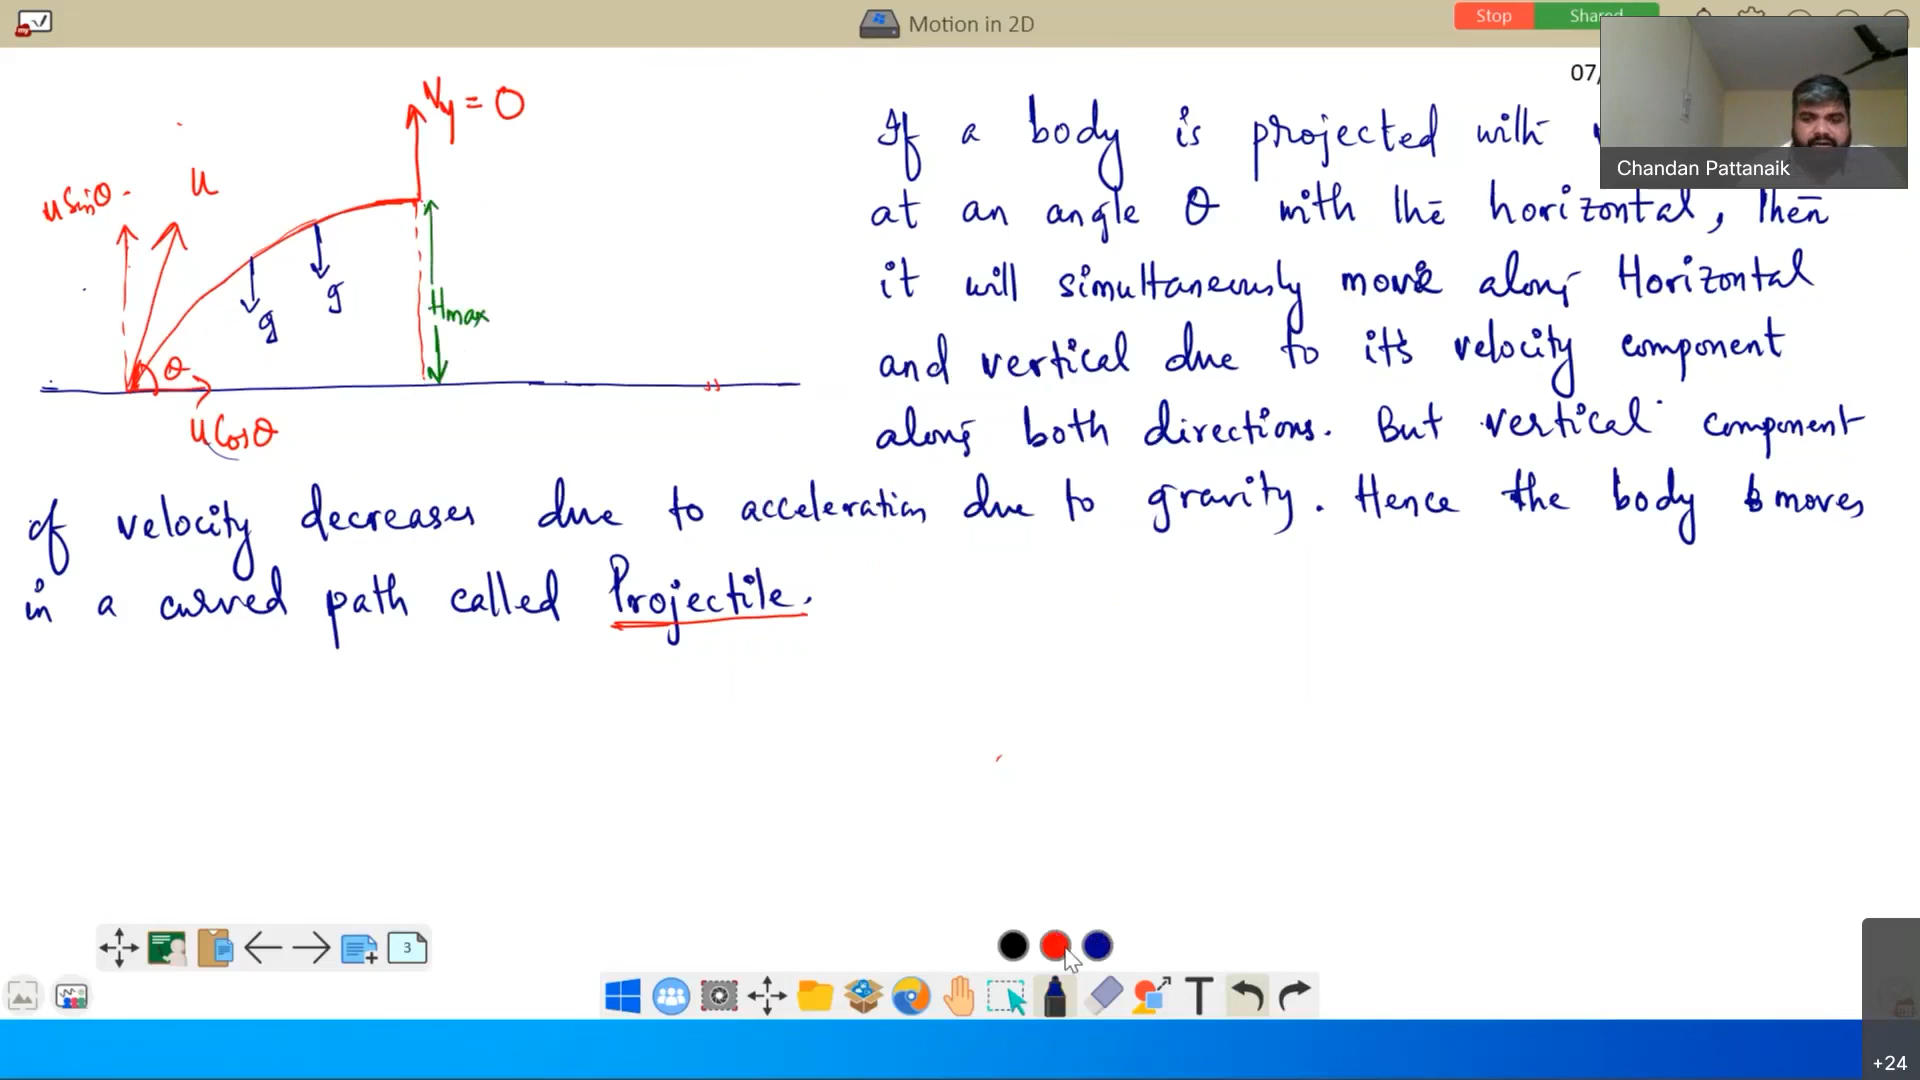 Motion in 2D
Stop
Shared
07/
Chandan Pattanaik
Vy = 0
u Sinθ
u
g
g
Hmax
θ
u Cosθ
If a body is projected with
at an angle θ with the horizontal, then
it will simultaneously move along Horizontal
and vertical due to it's velocity component
along both directions. But vertical component
of velocity decreases due to acceleration due to gravity. Hence the body moves
in a curved path called Projectile.
3
+24